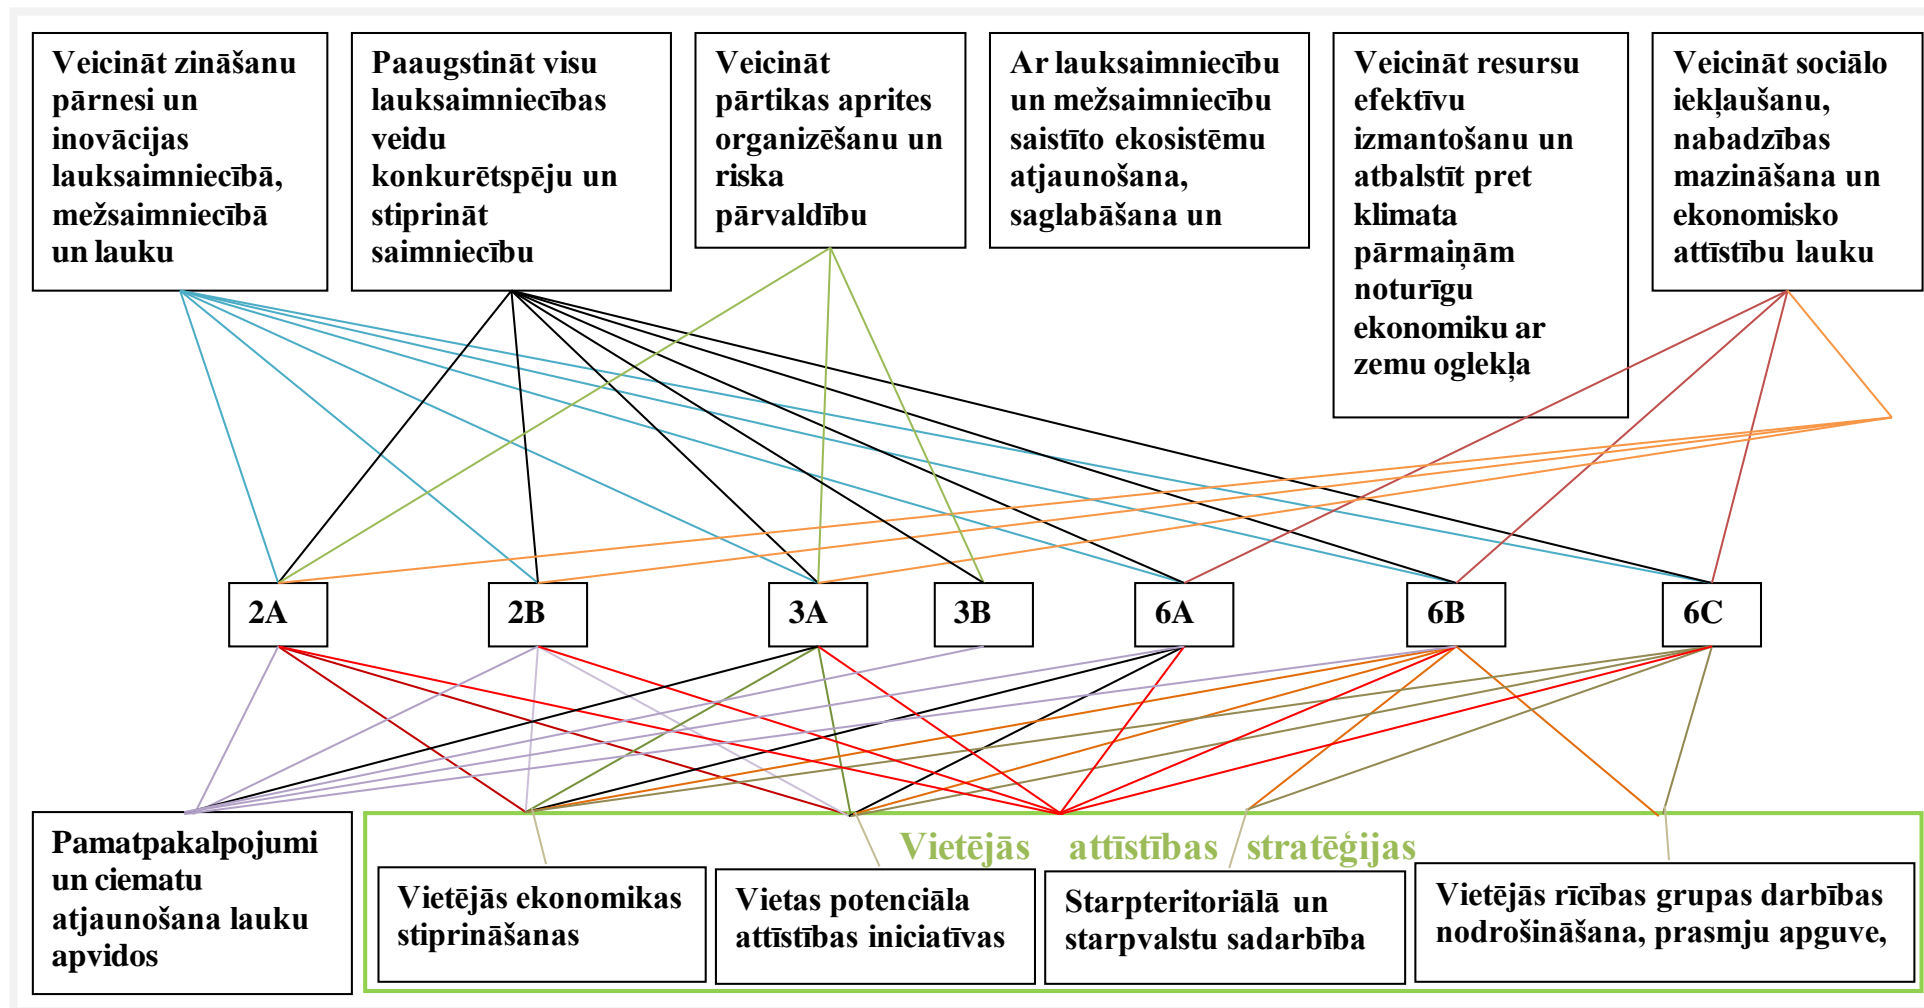 Veicināt zināšanu
pārnesi un
inovācijas
lauksaimniecībā,
mežsaimniecībā
un lauku
Paaugstināt visu
lauksaimniecības
veidu
konkurētspēju un
stiprināt
saimniecību
Veicināt
pārtikas aprites
organizēšanu un
riska
pārvaldību
Ar lauksaimniecību
un mežsaimniecību
saistīto ekosistēmu
atjaunošana,
saglabāšana un
Veicināt resursu
efektīvu
izmantošanu un
atbalstīt pret
klimata
pārmaiņām
noturīgu
ekonomiku ar
zemu oglekļa
Veicināt sociālo
iekļaušanu,
nabadzības
mazināšana un
ekonomisko
attīstību lauku
2A
2B
3A
3B
6A
6B
6C
Pamatpakalpojumi
un ciematu
atjaunošana lauku
apvidos
Vietējās attīstības stratēģijas
Vietējās ekonomikas
stiprināšanas
Vietas potenciāla
attīstības iniciatīvas
Starpteritoriālā un
starpvalstu sadarbība
Vietējās rīcības grupas darbības
nodrošināšana, prasmju apguve,